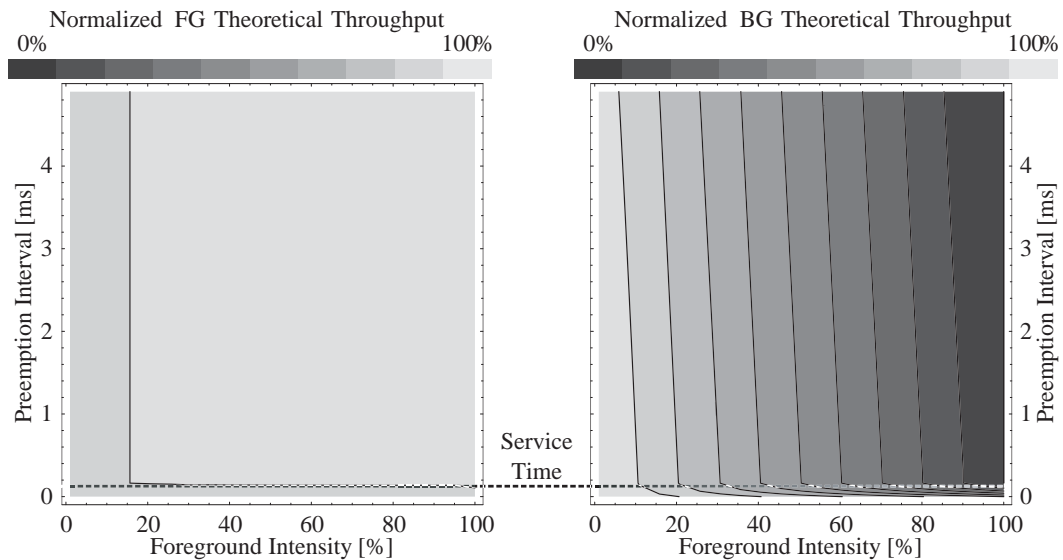 Normalized FG Theoretical Throughput
0% 100%
Preemption Interval [ms]
4
3
2
1
0
0 20 40 60 80 100
Foreground Intensity [%]
Service
Time
Normalized BG Theoretical Throughput
0% 100%
4
3
2
1
0
Preemption Interval [ms]
0 20 40 60 80 100
Foreground Intensity [%]